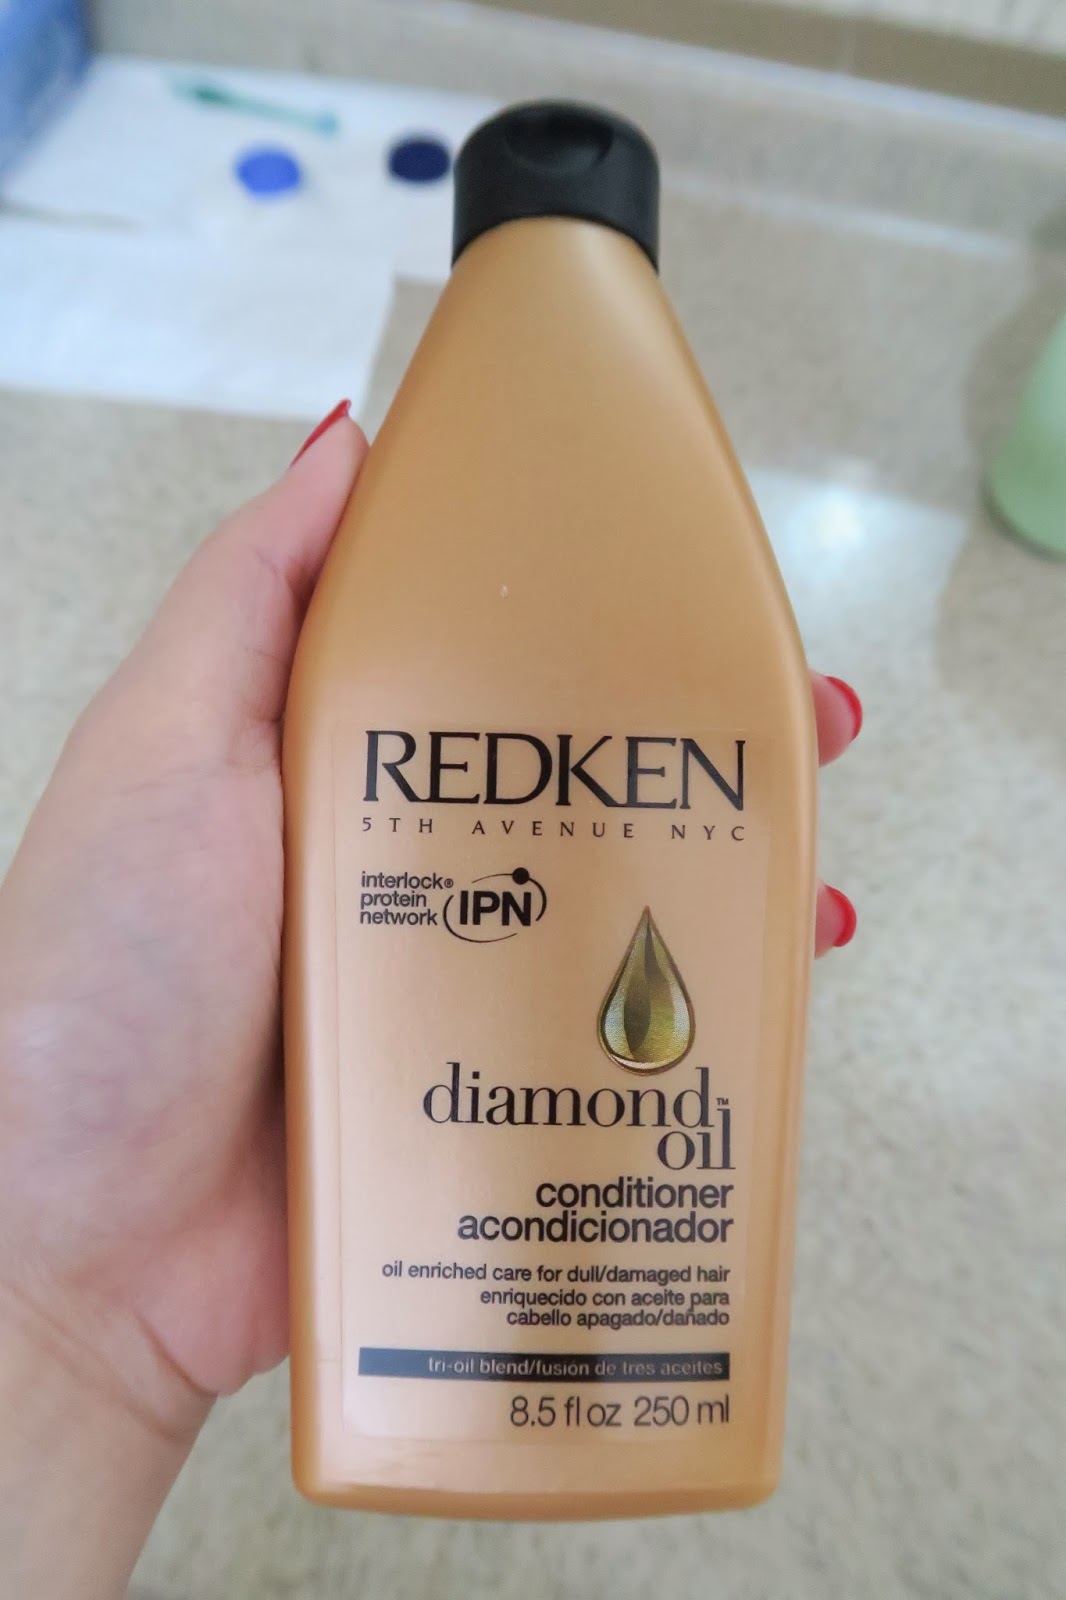 REDKEN
5TH AVENUE NYC
interlock®
protein
network
IPN
diamond™
oil
conditioner
acondicionador
oil enriched care for dull/damaged hair
enriquecido con aceite para
cabello apagado/dañado
tri-oil blend/fusión de tres aceites
8.5 fl oz 250 ml